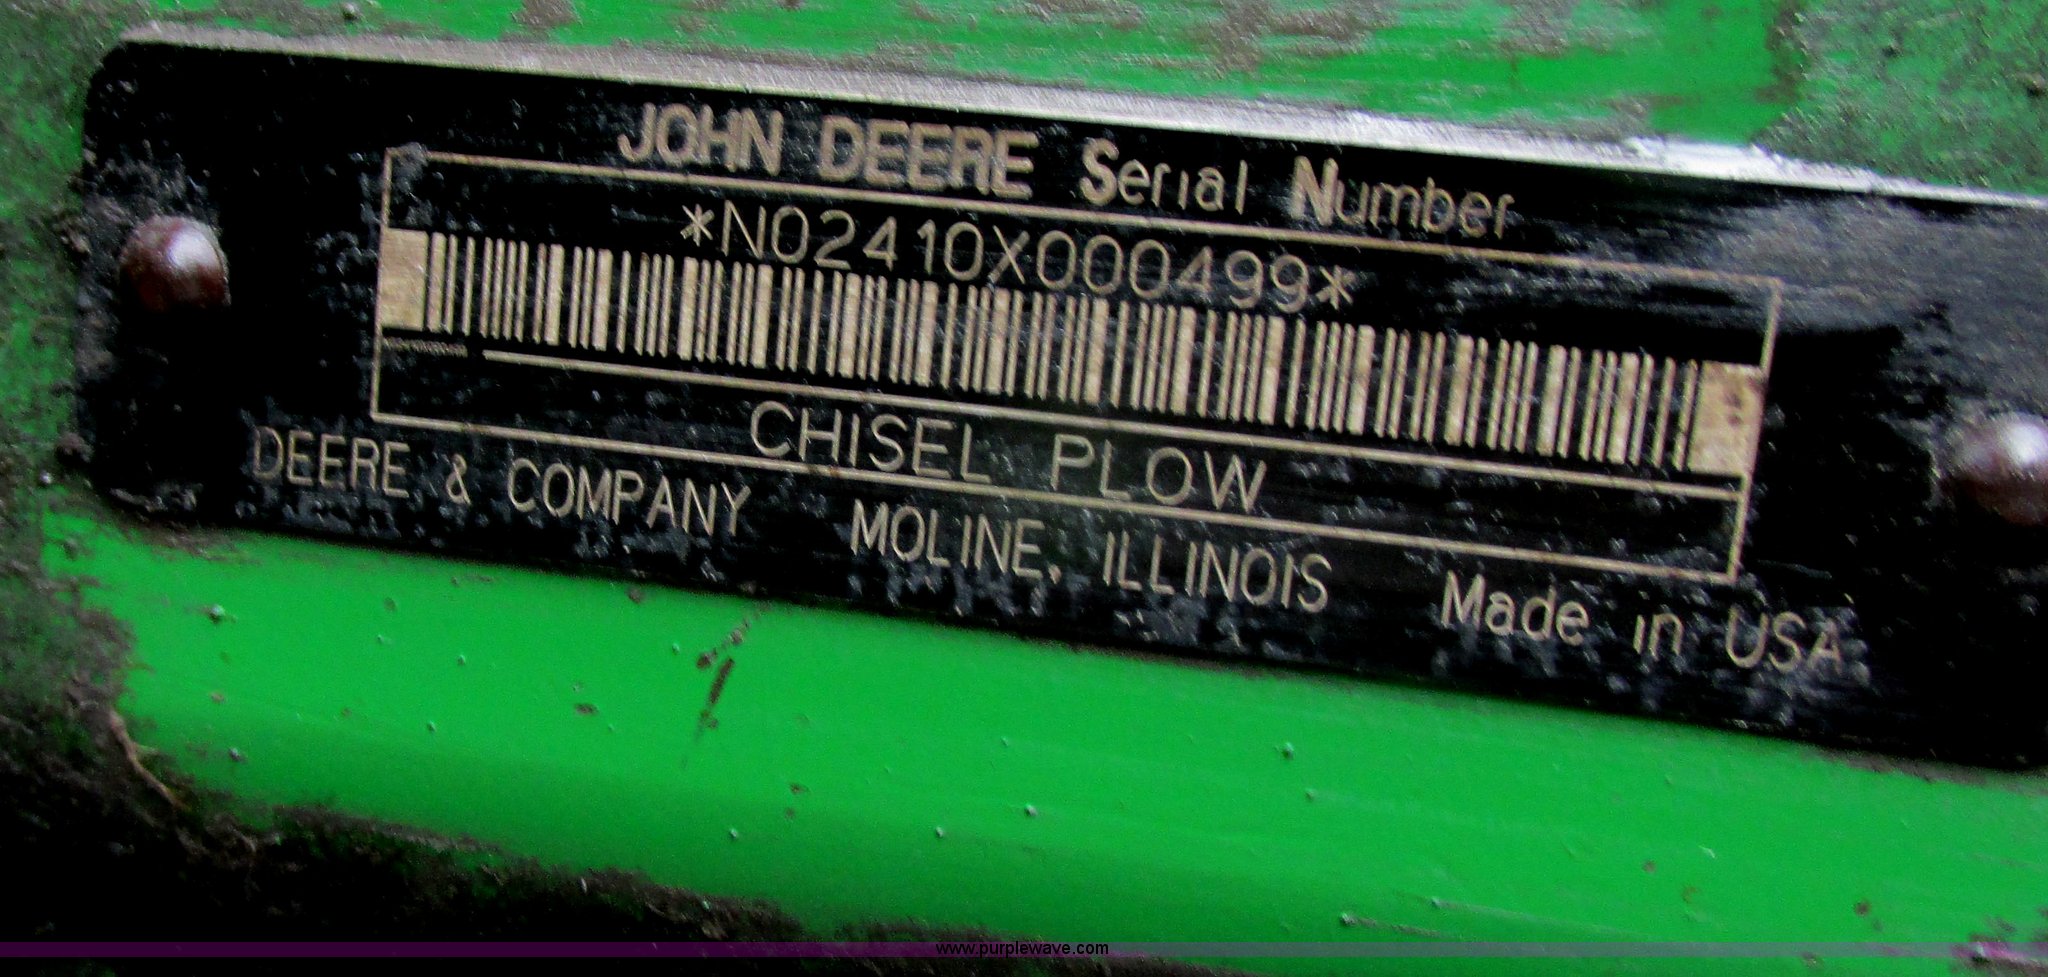 JOHN DEERE Serial Number
*N02410X000499*
CHISEL PLOW
DEERE & COMPANY MOLINE, ILLINOIS Made in USA
www.purplewave.com